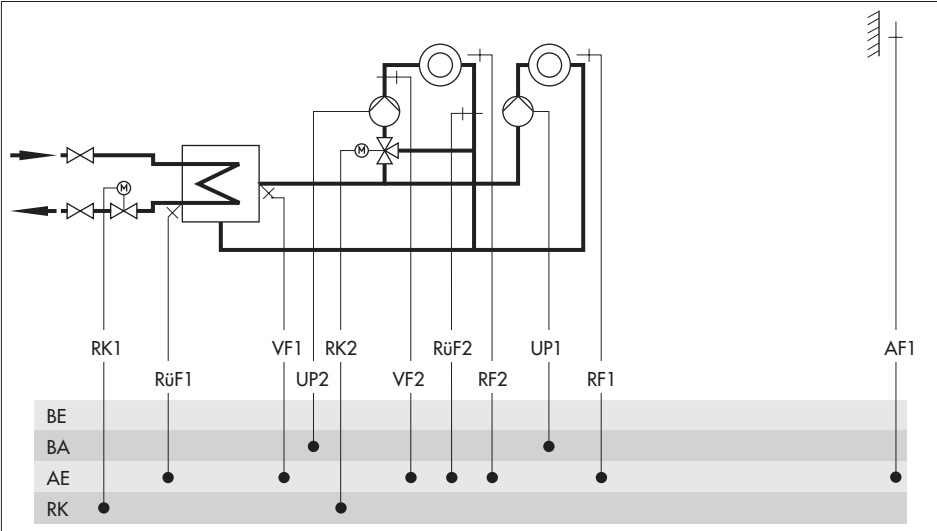 M
M
RK1 VF1 RK2 RüF2 UP1 AF1
RüF1 UP2 VF2 RF2 RF1
BE
BA
AE
RK